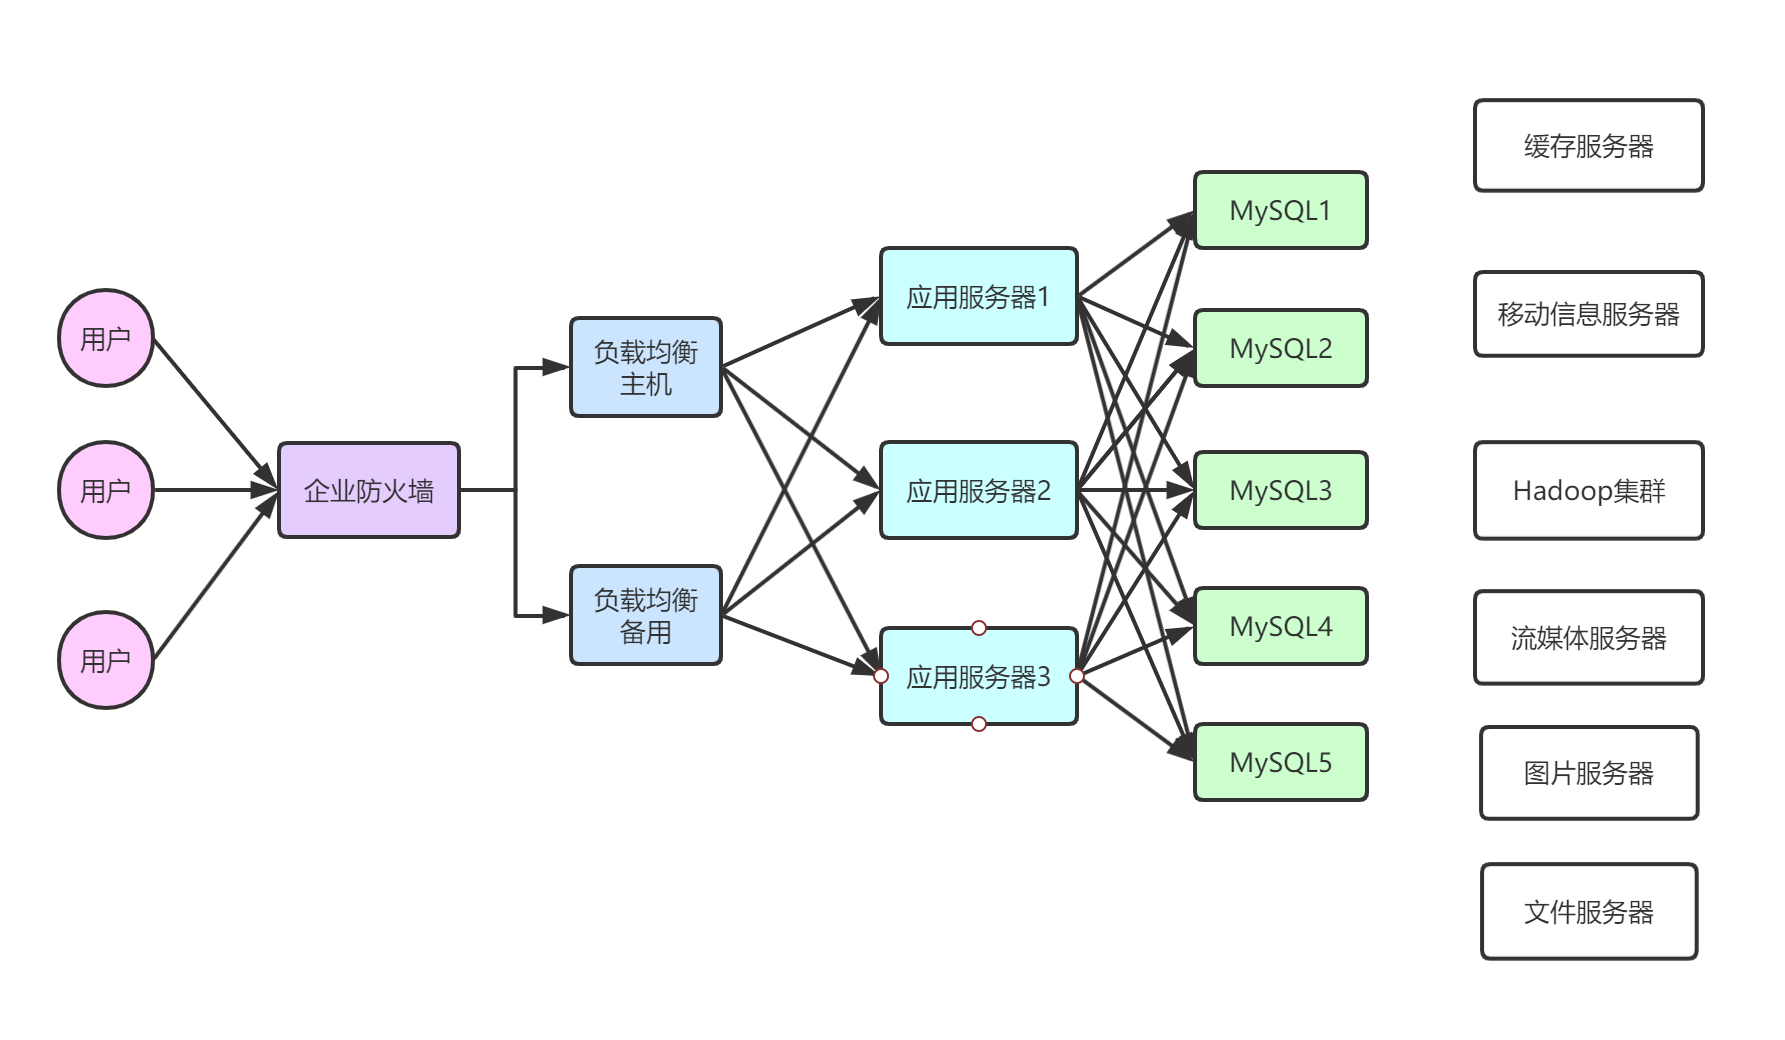 用户
用户
用户
企业防火墙
负载均衡
主机
负载均衡
备用
应用服务器1
应用服务器2
应用服务器3
MySQL1
MySQL2
MySQL3
MySQL4
MySQL5
缓存服务器
移动信息服务器
Hadoop集群
流媒体服务器
图片服务器
文件服务器